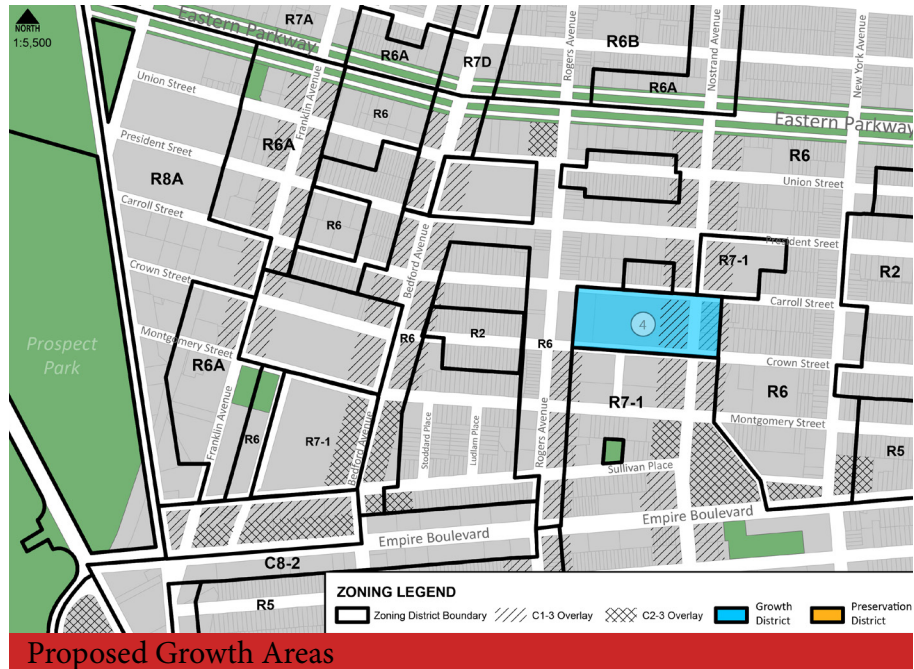 NORTH
1:5,500
R7A
Eastern Parkway
R6A
R7D
Rogers Avenue
R6B
Nostrand Avenue
R6A
New York Avenue
Union Street
Franklin Avenue
R6
Eastern Parkway
President Sreet
R6A
R6
R8A
Union Street
Carroll Street
R6
Bedford Avenue
President Sreet
R7-1
R2
Crown Street
Carroll Street
4
Montgomery Street
R6
R2
R6
Prospect
Park
R6A
Crown Street
R6
R7-1
Franklin Avenue
R6
R7-1
Bedford Avenue
Stoddard Place
Ludlam Place
Rogers Avenue
Montgomery Street
R5
Sullivan Place
Empire Boulevard
Empire Boulevard
C8-2
R5
ZONING LEGEND
Zoning District Boundary
C1-3 Overlay
C2-3 Overlay
Growth
District
Preservation
District
Proposed Growth Areas